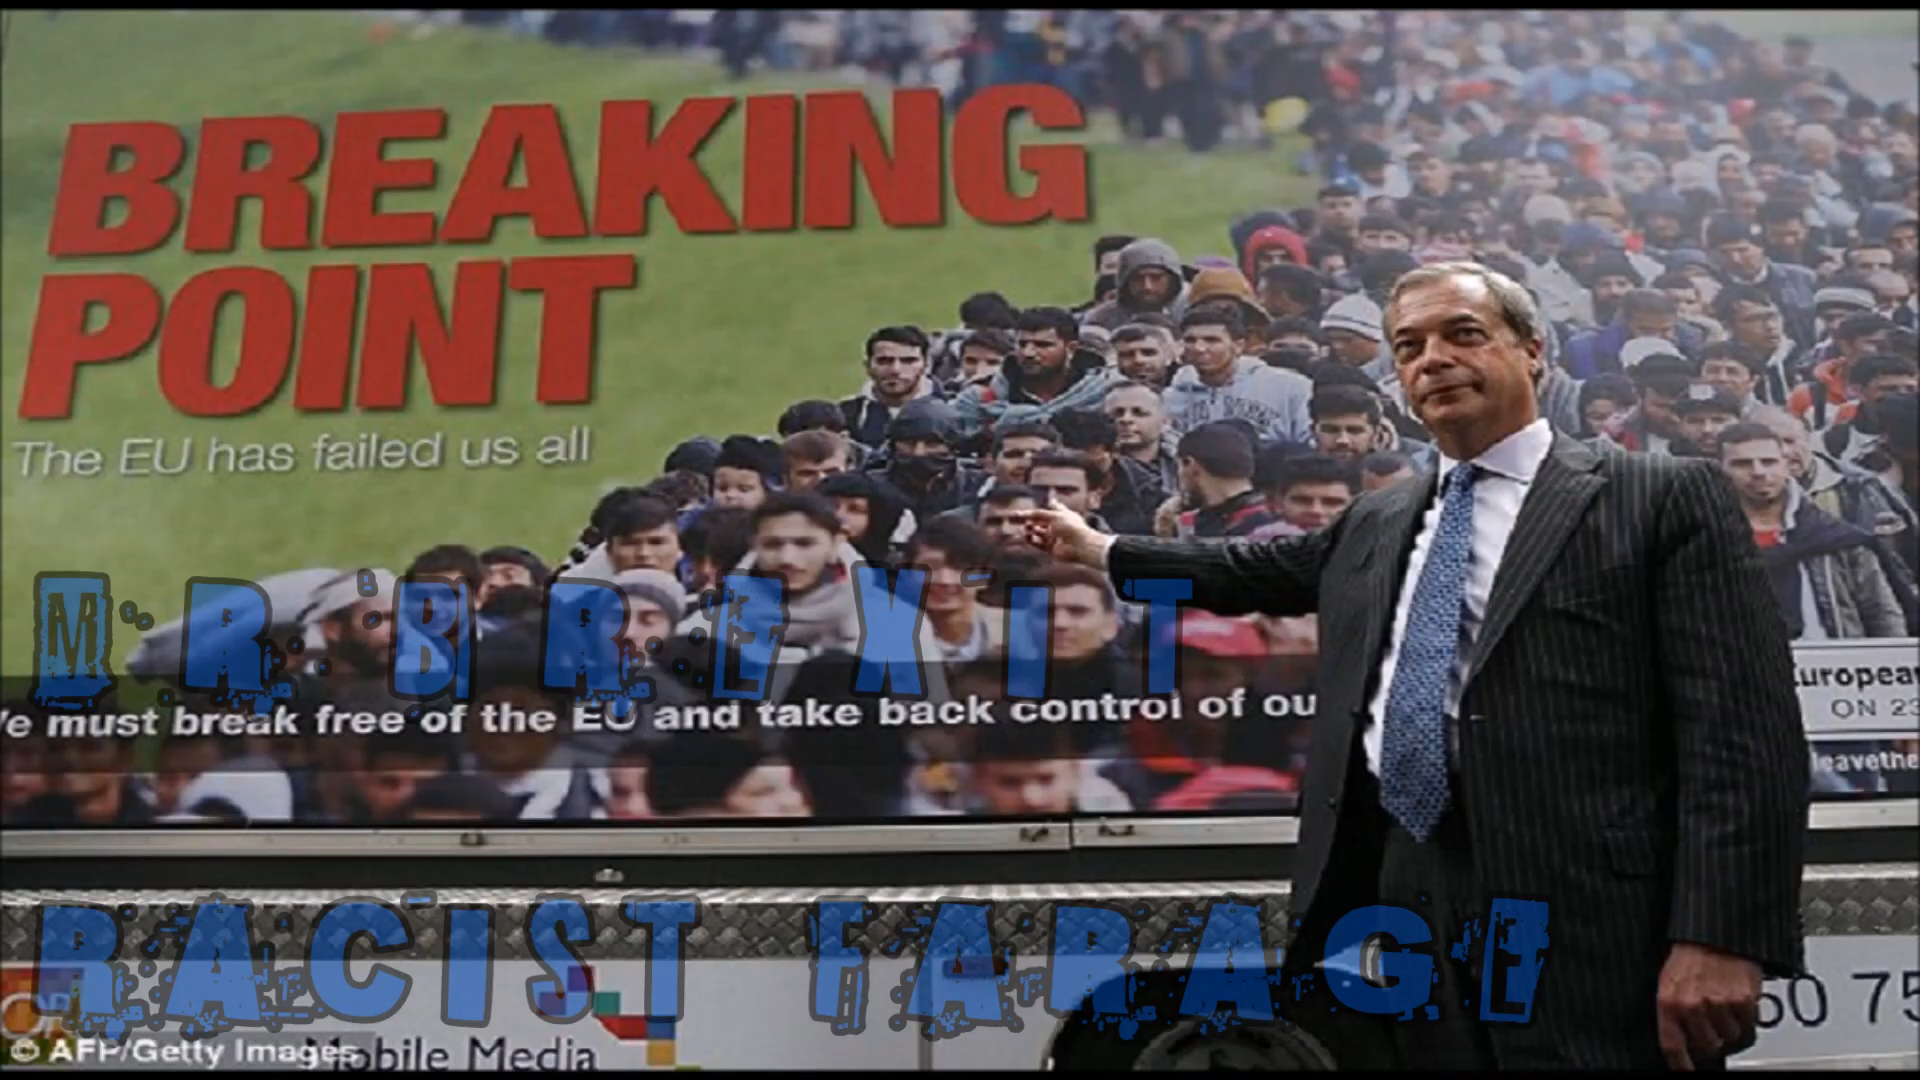 BREAKING
POINT
The EU has failed us all
MR BREXIT
e must break free of the EU and take back control of ou
European
ON 23
leavethe
RACIST FARAGE
50 75
© AFP/Getty Images
Mobile Media